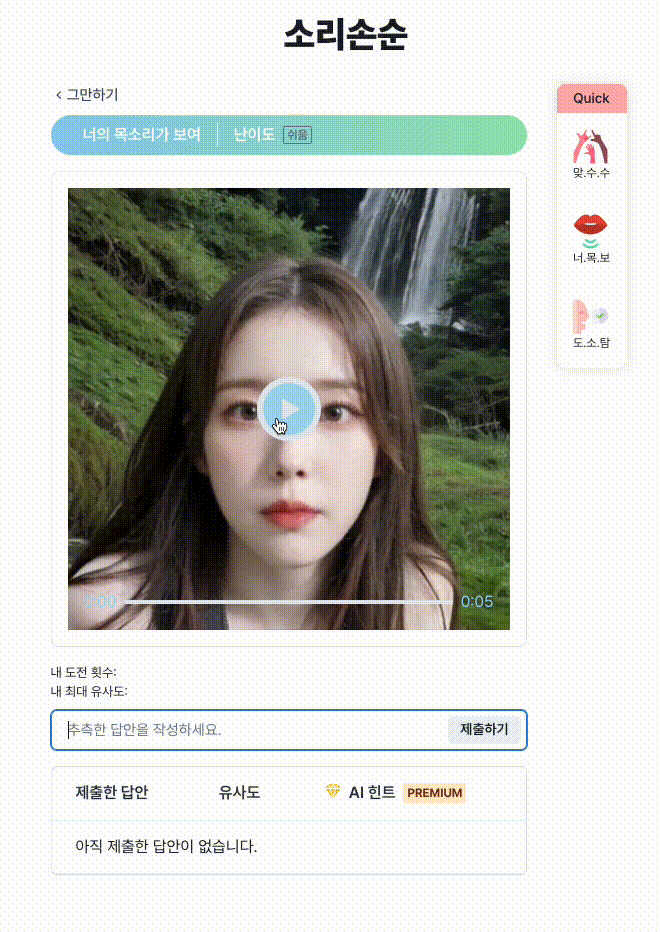 소리손순
그만하기
너의 목소리가 보여 난이도 쉬움
0:00 0:05
내 도전 횟수:
내 최대 유사도:
추측한 답안을 작성하세요. 제출하기
제출한 답안 유사도 AI 힌트 PREMIUM
아직 제출한 답안이 없습니다.
Quick
맞.수.수
너.목.보
도.소.탐